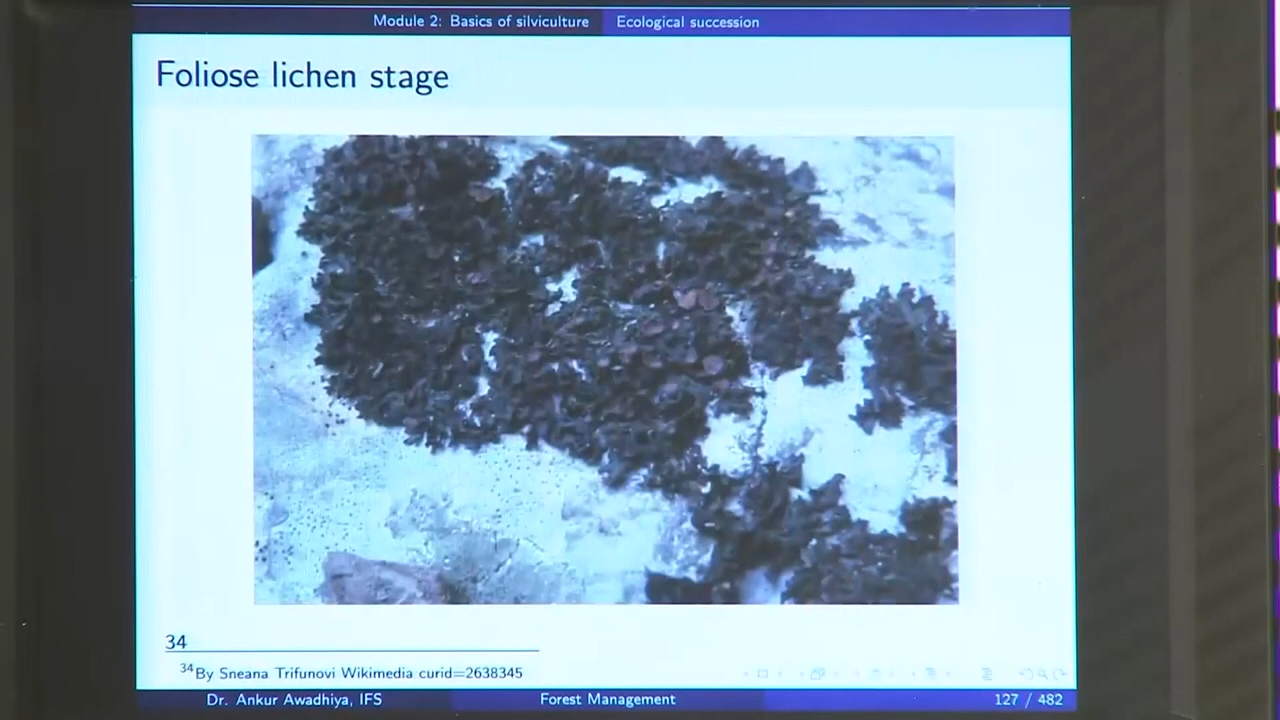 Module 2: Basics of silviculture Ecological succession
Foliose lichen stage
34
34By Sneana Trifunovi Wikimedia curid=2638345
Dr. Ankur Awadhiya, IFS Forest Management 127 / 482